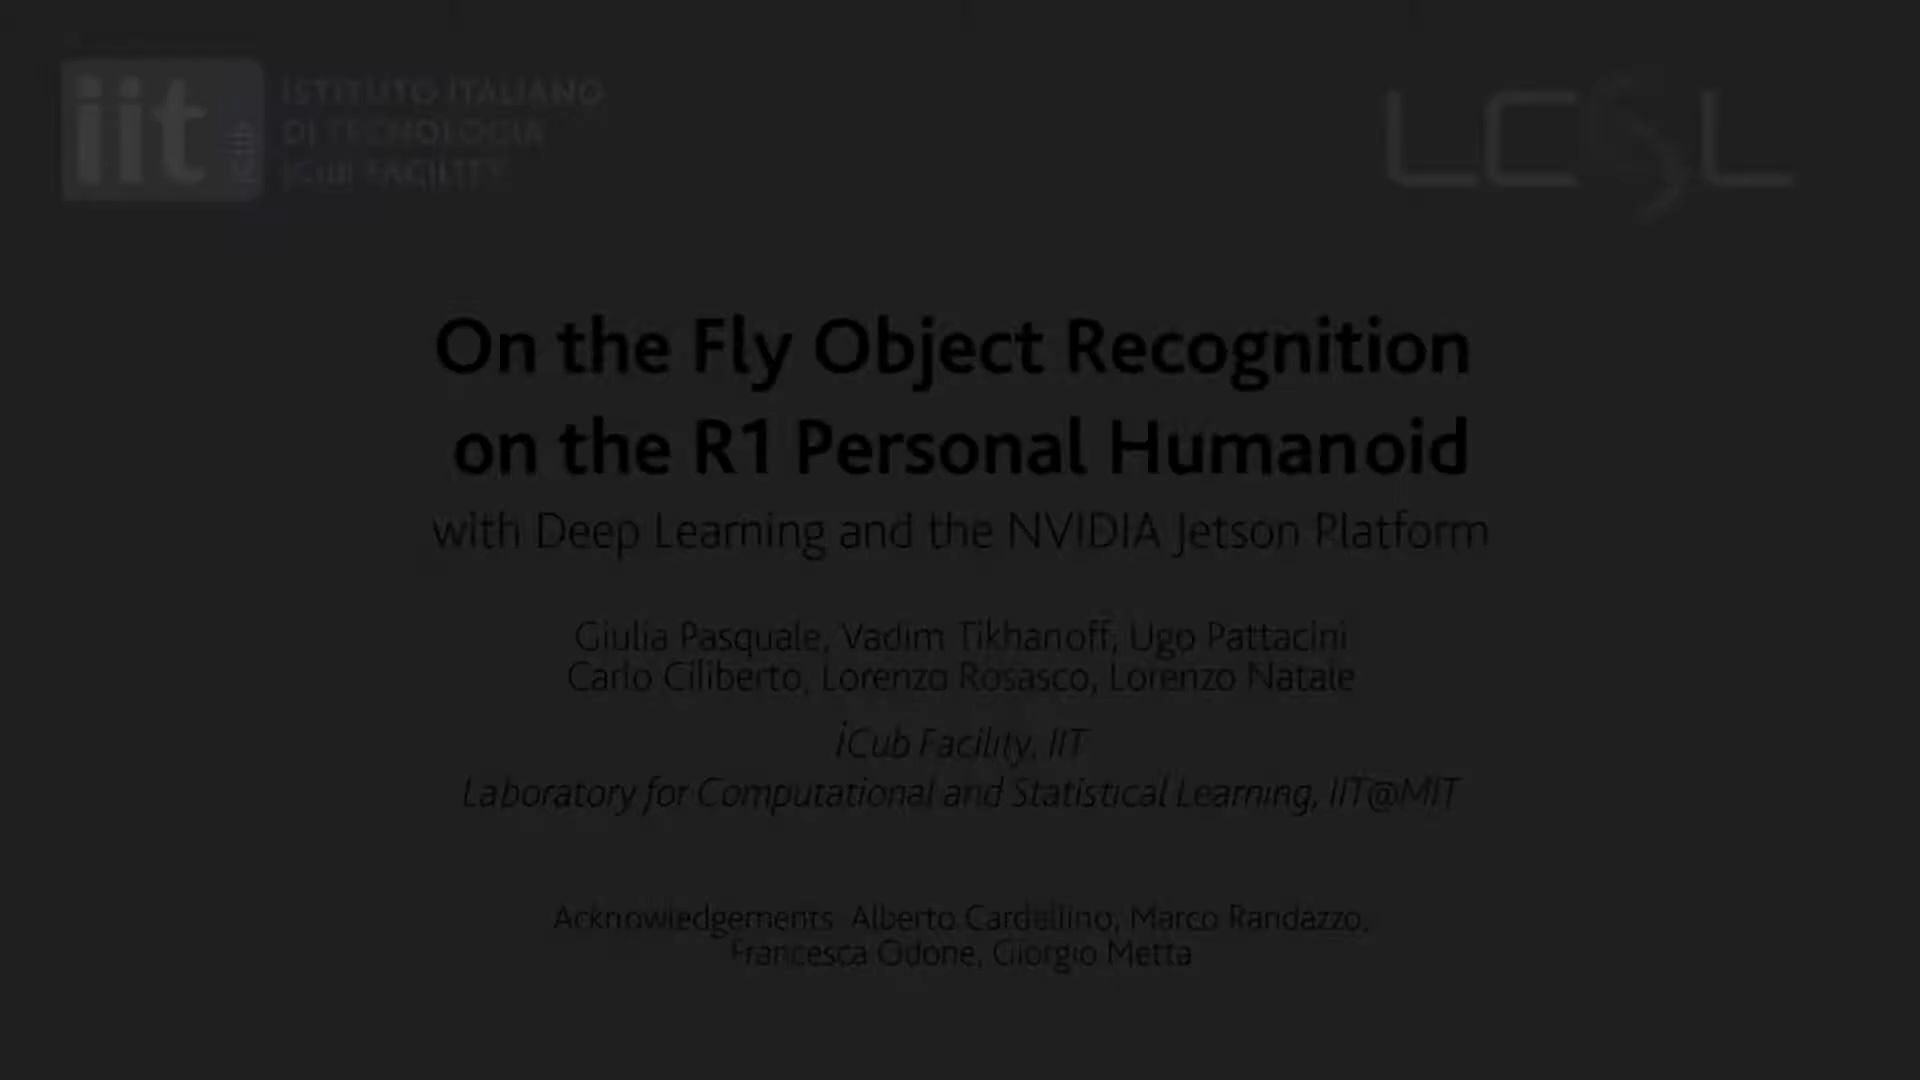 iit
iCub
ISTITUTO ITALIANO
DI TECNOLOGIA
iCub FACILITY
LCSL
On the Fly Object Recognition
on the R1 Personal Humanoid
with Deep Learning and the NVIDIA Jetson Platform
Giulia Pasquale, Vadim Tikhanoff, Ugo Pattacini
Carlo Ciliberto, Lorenzo Rosasco, Lorenzo Natale
iCub Facility, IIT
Laboratory for Computational and Statistical Learning, IIT@MIT
Acknowledgements: Alberto Cardellino, Marco Randazzo,
Francesca Odone, Giorgio Metta